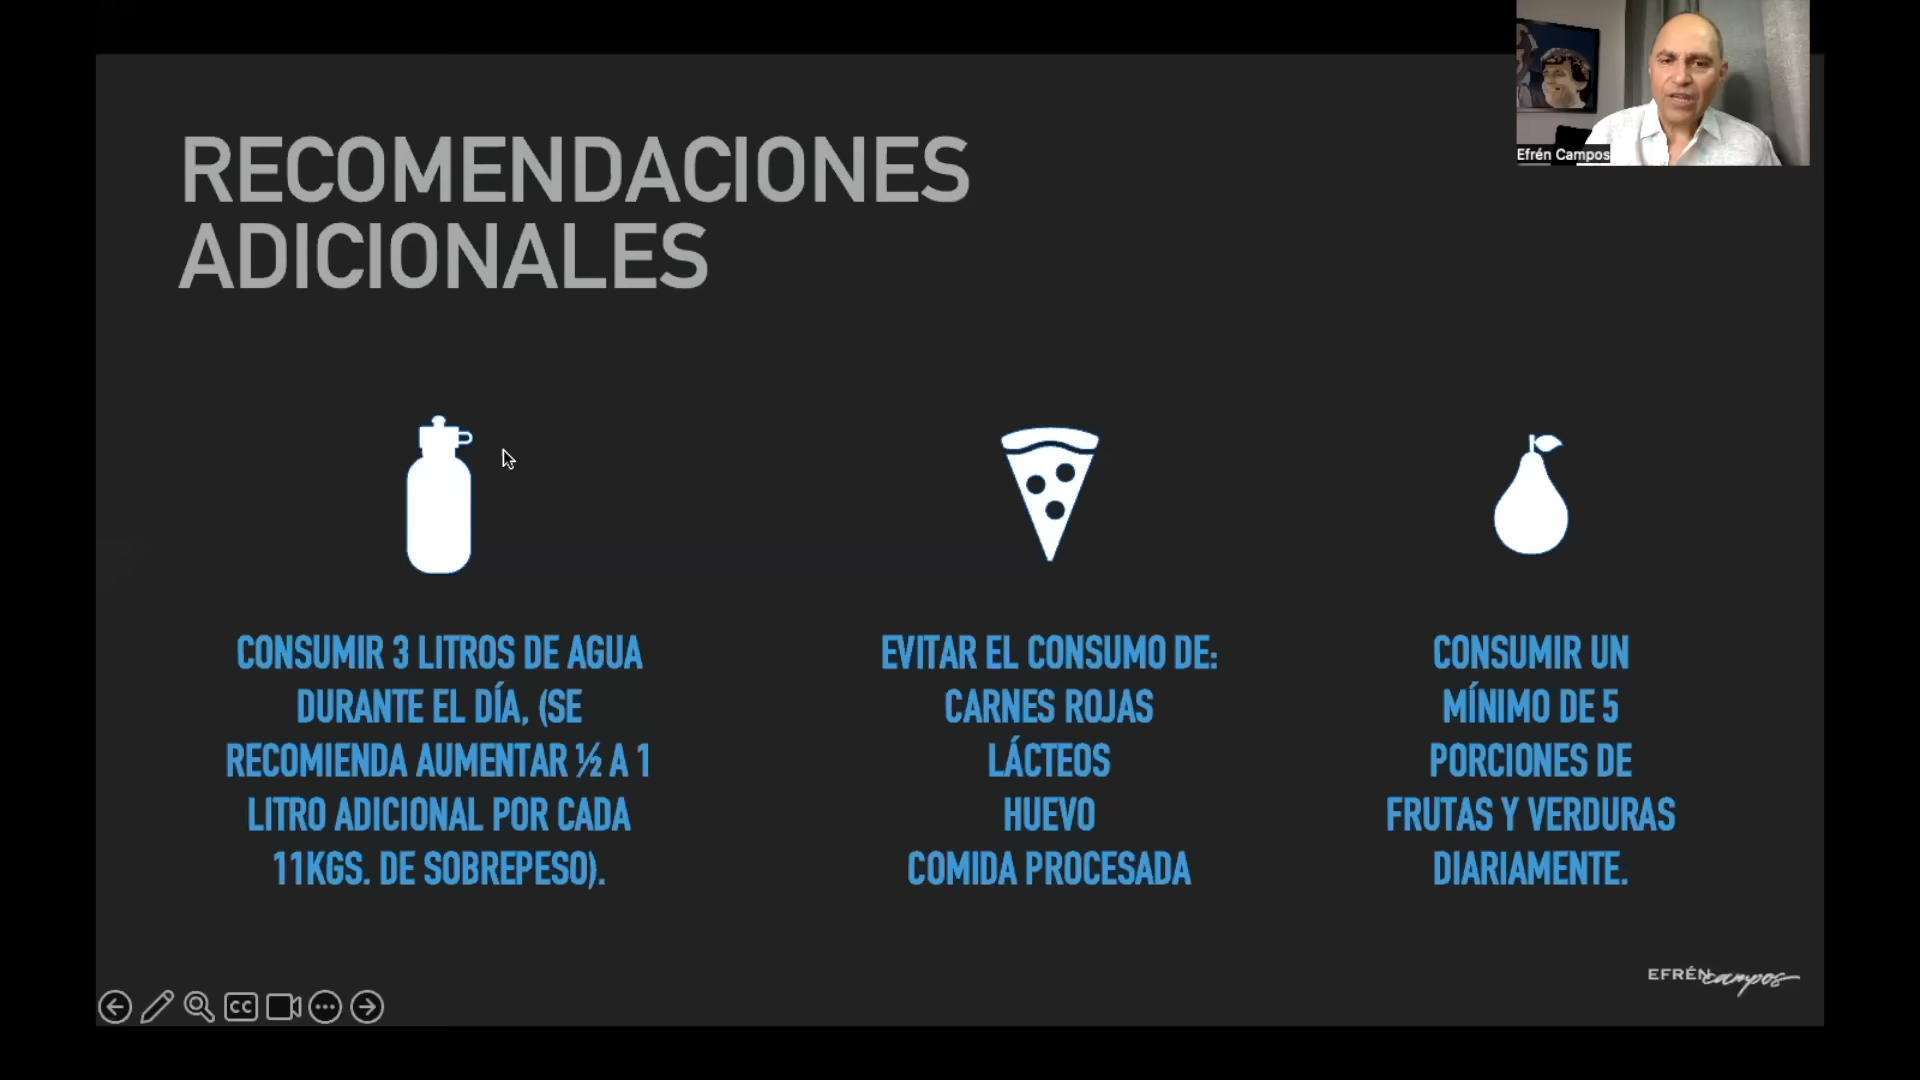 Efrén Campos
RECOMENDACIONES
ADICIONALES
CONSUMIR 3 LITROS DE AGUA
DURANTE EL DÍA, (SE
RECOMIENDA AUMENTAR ½ A 1
LITRO ADICIONAL POR CADA
11KGS. DE SOBREPESO).
EVITAR EL CONSUMO DE:
CARNES ROJAS
LÁCTEOS
HUEVO
COMIDA PROCESADA
CONSUMIR UN
MÍNIMO DE 5
PORCIONES DE
FRUTAS Y VERDURAS
DIARIAMENTE.
EFRÉN campos
CC